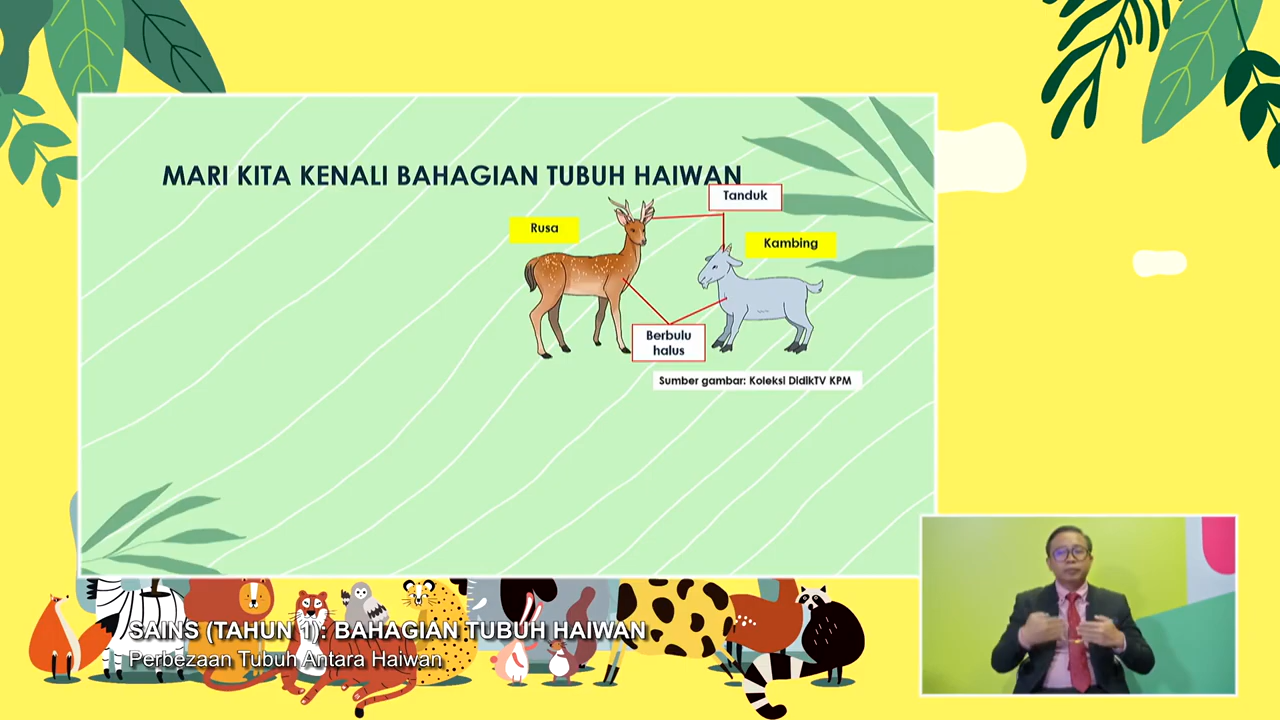 MARI KITA KENALI BAHAGIAN TUBUH HAIWAN
Tanduk
Rusa
Kambing
Berbulu
halus
Sumber gambar: Koleksi DidikTV KPM
SAINS (TAHUN 1): BAHAGIAN TUBUH HAIWAN
Perbezaan Tubuh Antara Haiwan